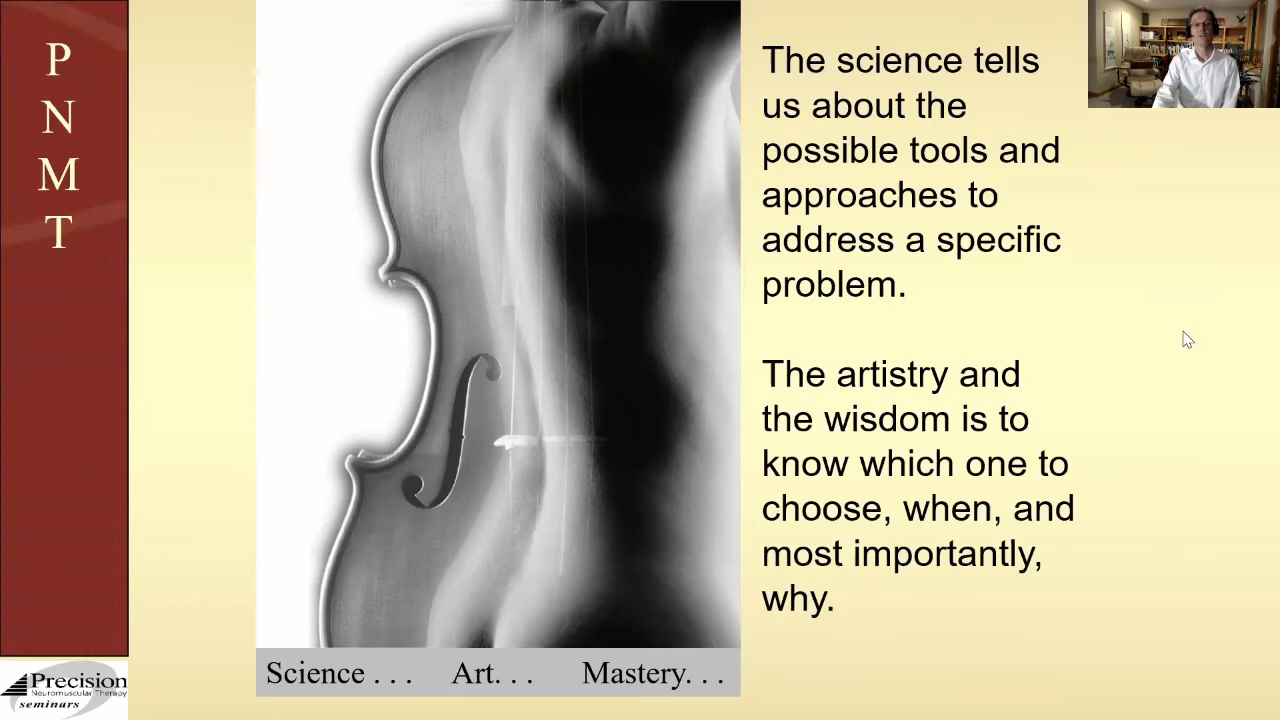 P
N
M
T
Precision
Neuromuscular Therapy
seminars
The science tells
us about the
possible tools and
approaches to
address a specific
problem.
The artistry and
the wisdom is to
know which one to
choose, when, and
most importantly,
why.
Science . . . Art. . . Mastery. . .